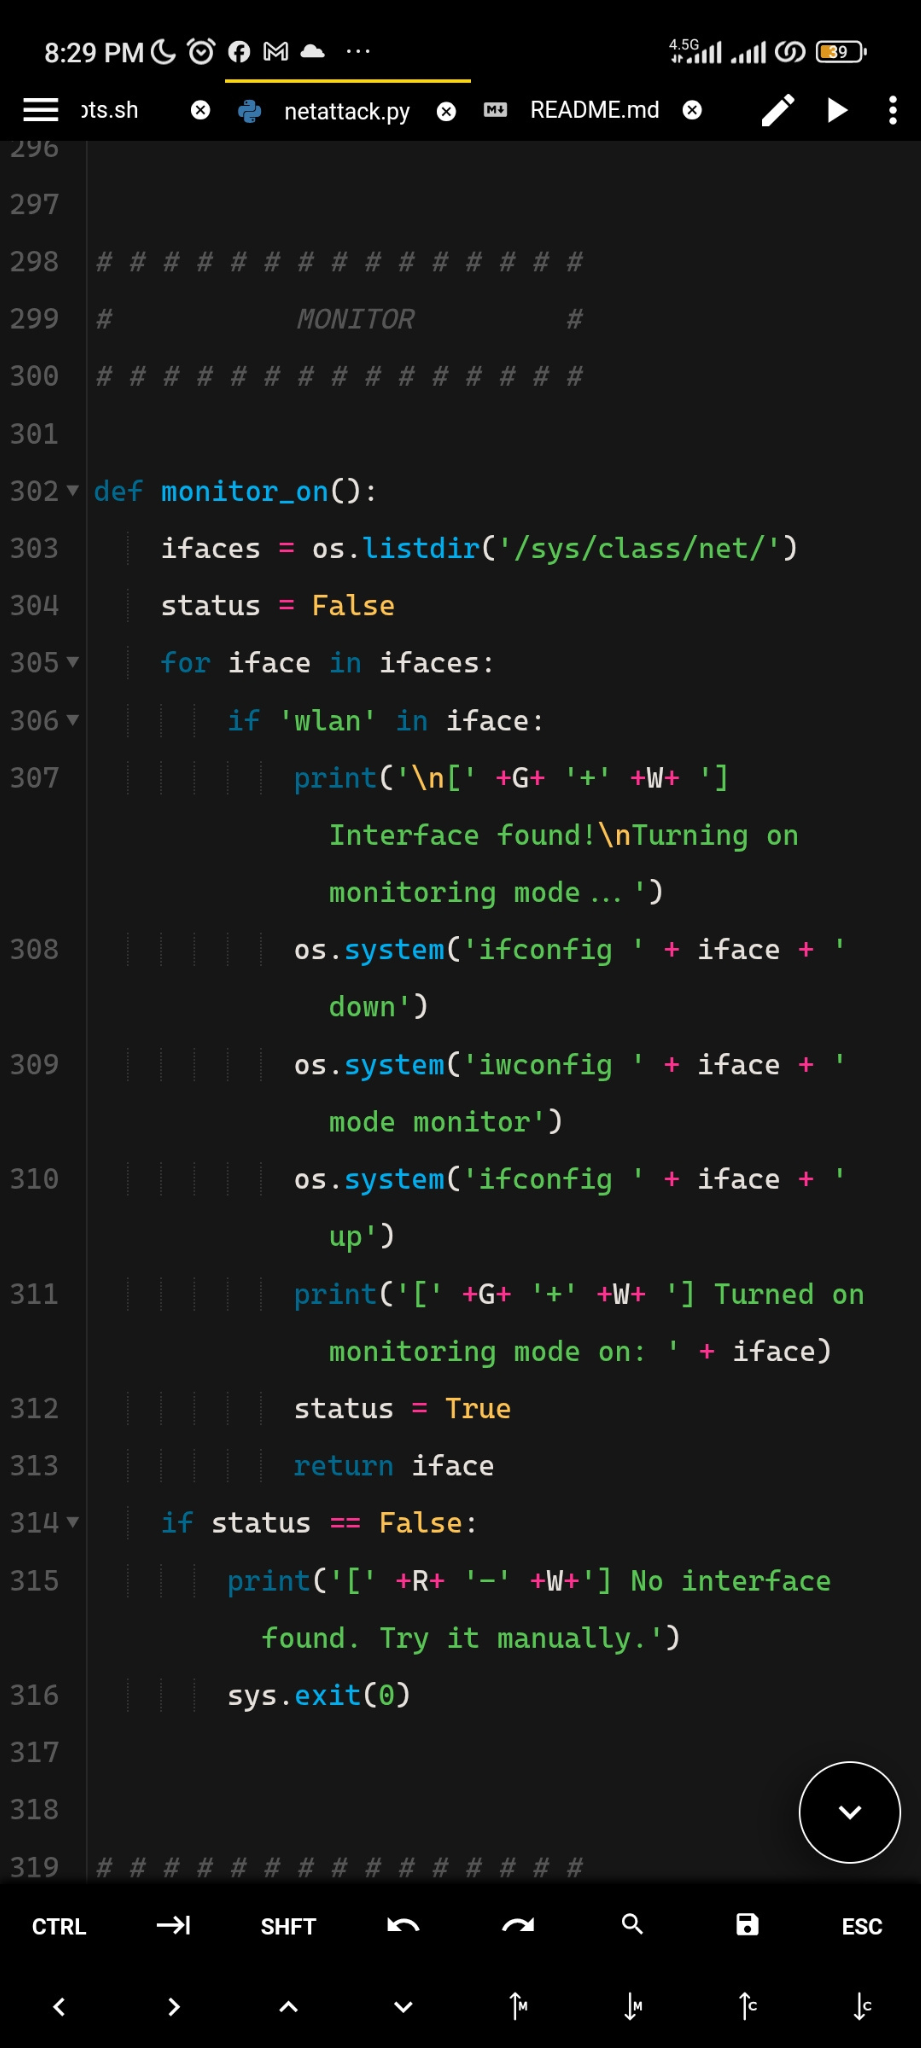 8:29 PM ... 4.5G 39
ots.sh netattack.py README.md
296
297
298 # # # # # # # # # # # # # # #
299 # MONITOR #
300 # # # # # # # # # # # # # # #
301
302 def monitor_on():
303 ifaces = os.listdir('/sys/class/net/')
304 status = False
305 for iface in ifaces:
306 if 'wlan' in iface:
307 print('\n[' +G+ '+' +W+ ']
Interface found!\nTurning on
monitoring mode...')
308 os.system('ifconfig ' + iface + '
down')
309 os.system('iwconfig ' + iface + '
mode monitor')
310 os.system('ifconfig ' + iface + '
up')
311 print('[' +G+ '+' +W+ '] Turned on
monitoring mode on: ' + iface)
312 status = True
313 return iface
314 if status == False:
315 print('[' +R+ '-' +W+'] No interface
found. Try it manually.')
316 sys.exit(0)
317
318
319 # # # # # # # # # # # # # # #
CTRL SHFT ESC
M M C C